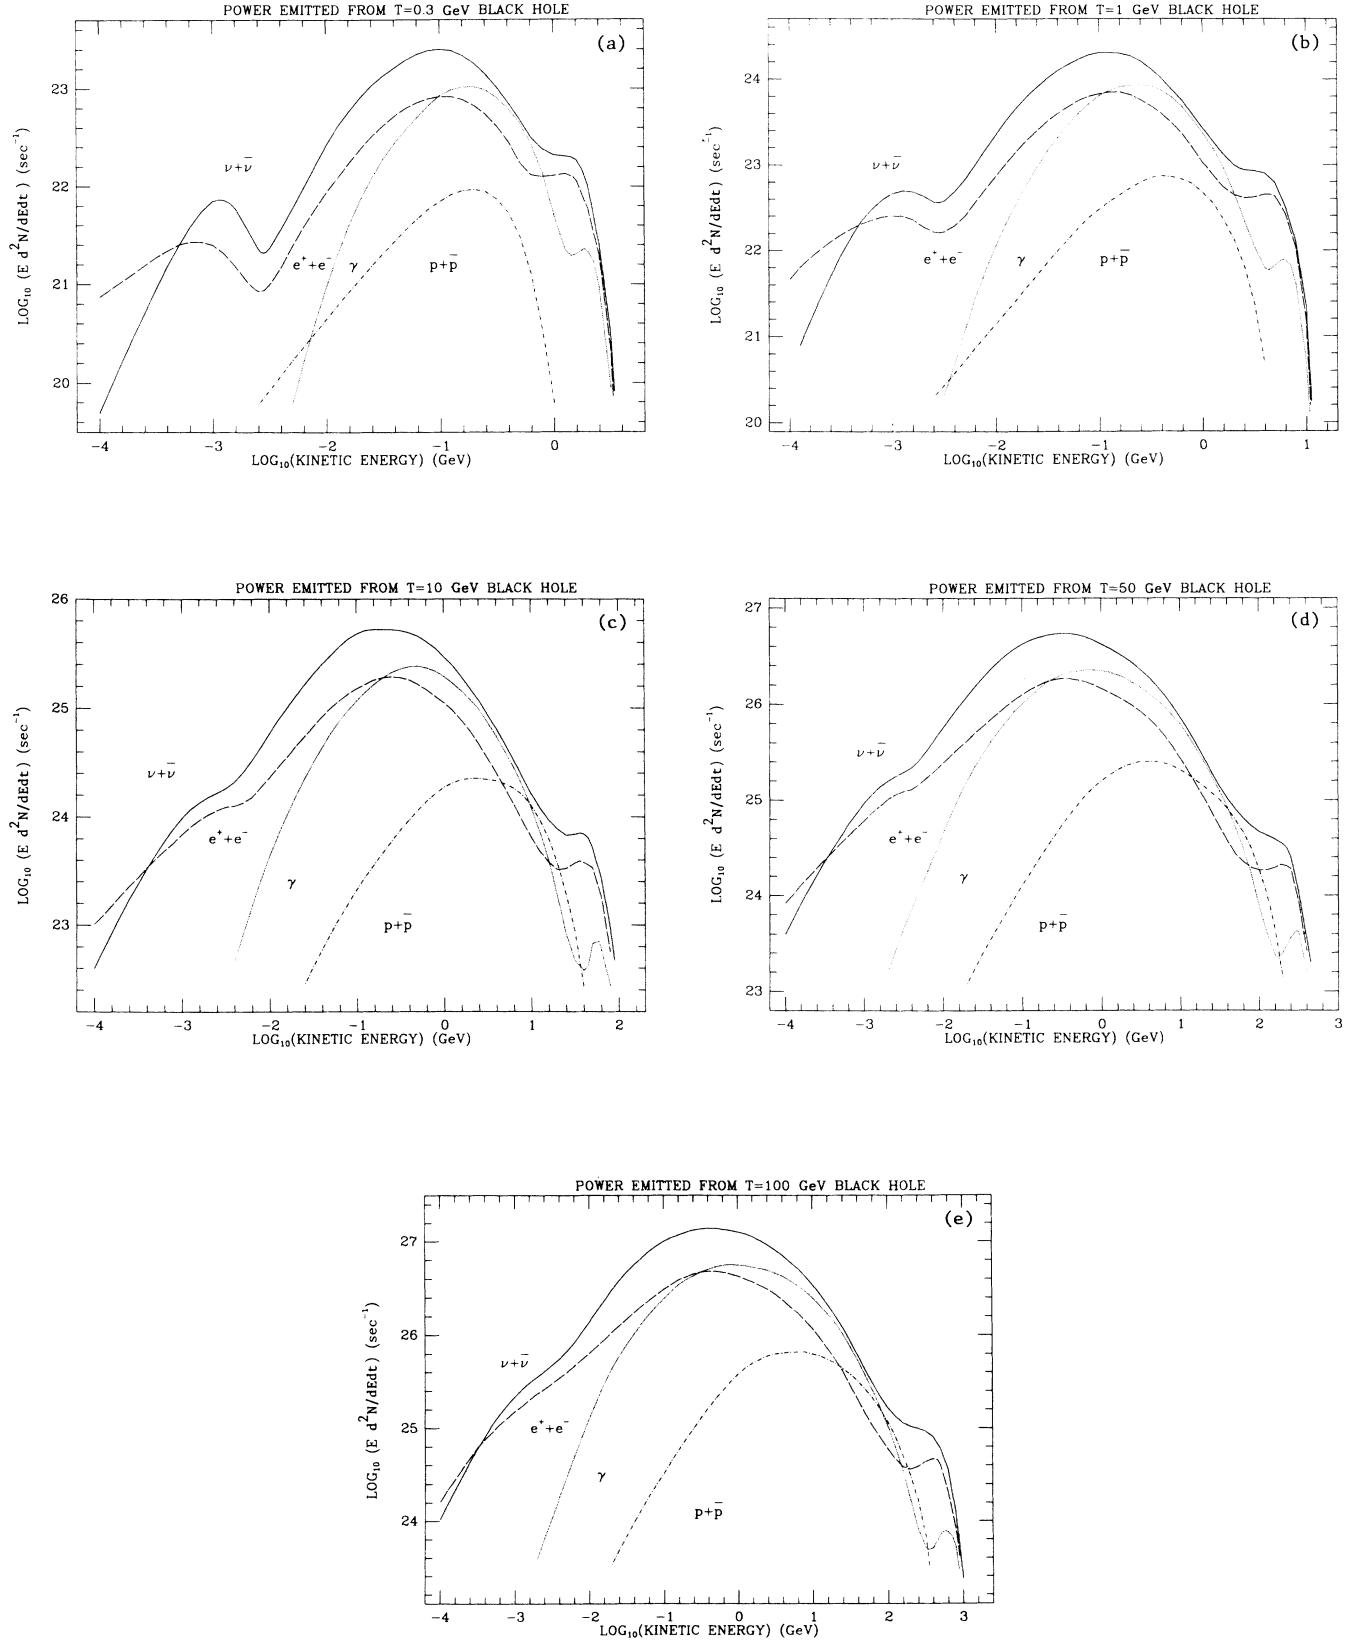 POWER EMITTED FROM T=0.3 GeV BLACK HOLE
(a)
LOG₁₀ (E d²N/dEdt) (sec⁻¹)
23
22
21
20
ν+ν̅
e⁺+e⁻
γ
p+p̅
−4 −3 −2 −1 0
LOG₁₀(KINETIC ENERGY) (GeV)
POWER EMITTED FROM T=1 GeV BLACK HOLE
(b)
LOG₁₀ (E d²N/dEdt) (sec⁻¹)
24
23
22
21
20
ν+ν̅
e⁺+e⁻
γ
p+p̅
−4 −3 −2 −1 0 1
LOG₁₀(KINETIC ENERGY) (GeV)
POWER EMITTED FROM T=10 GeV BLACK HOLE
(c)
LOG₁₀ (E d²N/dEdt) (sec⁻¹)
26
25
24
23
ν+ν̅
e⁺+e⁻
γ
p+p̅
−4 −3 −2 −1 0 1 2
LOG₁₀(KINETIC ENERGY) (GeV)
POWER EMITTED FROM T=50 GeV BLACK HOLE
(d)
LOG₁₀ (E d²N/dEdt) (sec⁻¹)
27
26
25
24
23
ν+ν̅
e⁺+e⁻
γ
p+p̅
−4 −3 −2 −1 0 1 2 3
LOG₁₀(KINETIC ENERGY) (GeV)
POWER EMITTED FROM T=100 GeV BLACK HOLE
(e)
LOG₁₀ (E d²N/dEdt) (sec⁻¹)
27
26
25
24
ν+ν̅
e⁺+e⁻
γ
p+p̅
−4 −3 −2 −1 0 1 2 3
LOG₁₀(KINETIC ENERGY) (GeV)